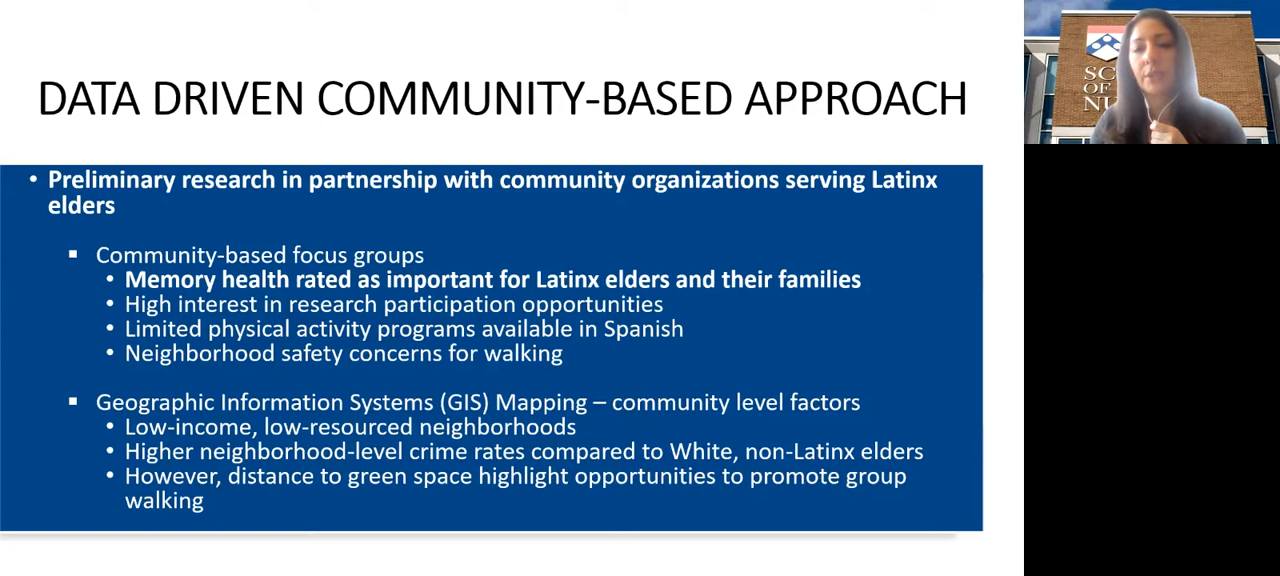 DATA DRIVEN COMMUNITY-BASED APPROACH
• Preliminary research in partnership with community organizations serving Latinx
elders
▪ Community-based focus groups
• Memory health rated as important for Latinx elders and their families
• High interest in research participation opportunities
• Limited physical activity programs available in Spanish
• Neighborhood safety concerns for walking
▪ Geographic Information Systems (GIS) Mapping – community level factors
• Low-income, low-resourced neighborhoods
• Higher neighborhood-level crime rates compared to White, non-Latinx elders
• However, distance to green space highlight opportunities to promote group
walking
OF